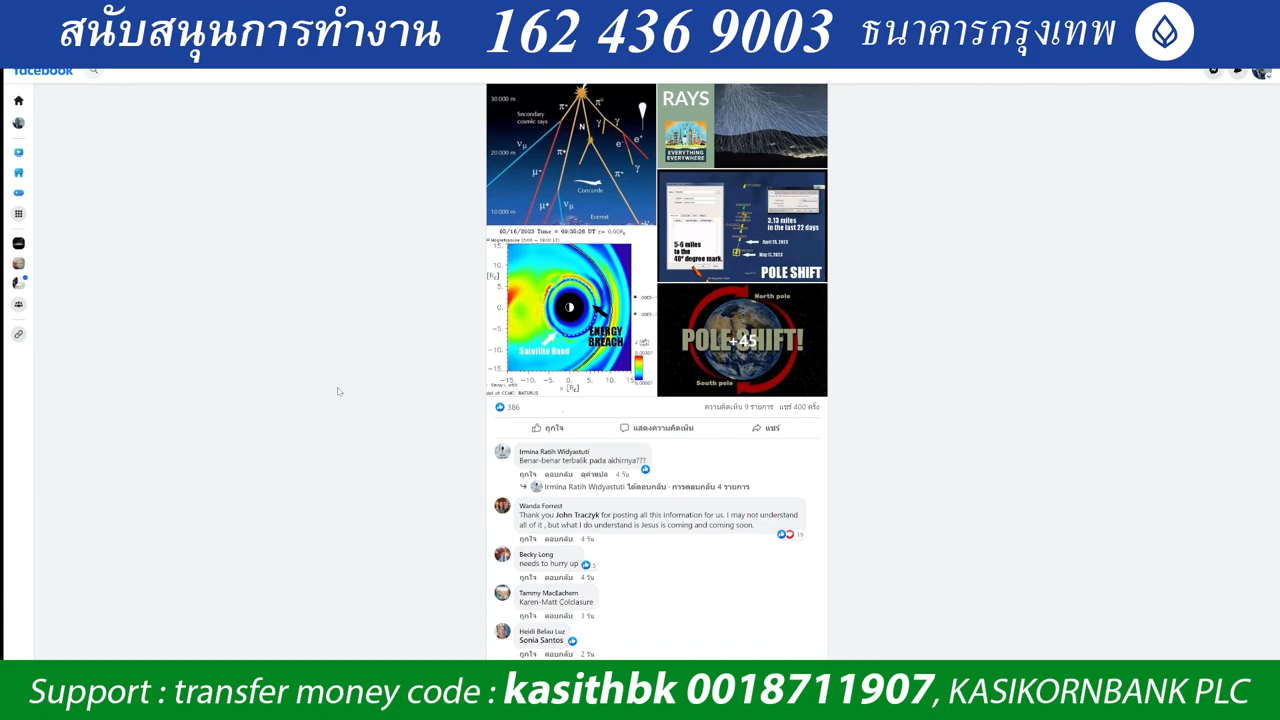 สนับสนุนการทำงาน 162 436 9003 ธนาคารกรุงเทพ
facebook
30 000 m
Secondary
cosmic rays
20 000 m
Concorde
10 000 m
Everest
RAYS
EVERYTHING
EVERYWHERE
5-6 miles
to the
40° degree mark.
3.13 miles
in the last 22 days
April 25, 2023
May 17, 2023
POLE SHIFT
05/16/2023 Time = 09:35:26 UT
ENERGY
BREACH
Satellite Band
North pole
POLE SHIFT!
+45
South pole
386
ความคิดเห็น 9 รายการ แชร์ 400 ครั้ง
ถูกใจ แสดงความคิดเห็น แชร์
Irmina Ratih Widyastuti
Benar-benar terbalik pada akhirnya???
ถูกใจ ตอบกลับ ดูคำแปล 4 วัน
Irmina Ratih Widyastuti ได้ตอบกลับ · การตอบกลับ 4 รายการ
Wanda Forrest
Thank you John Traczyk for posting all this information for us. I may not understand
all of it , but what I do understand is Jesus is coming and coming soon.
19
ถูกใจ ตอบกลับ 4 วัน
Becky Long
needs to hurry up
5
ถูกใจ ตอบกลับ 4 วัน
Tammy MacEachern
Karen-Matt Colclasure
ถูกใจ ตอบกลับ 3 วัน
Heidi Belau Luz
Sonia Santos
ถูกใจ ตอบกลับ 2 วัน
Support : transfer money code : kasithbk 0018711907, KASIKORNBANK PLC